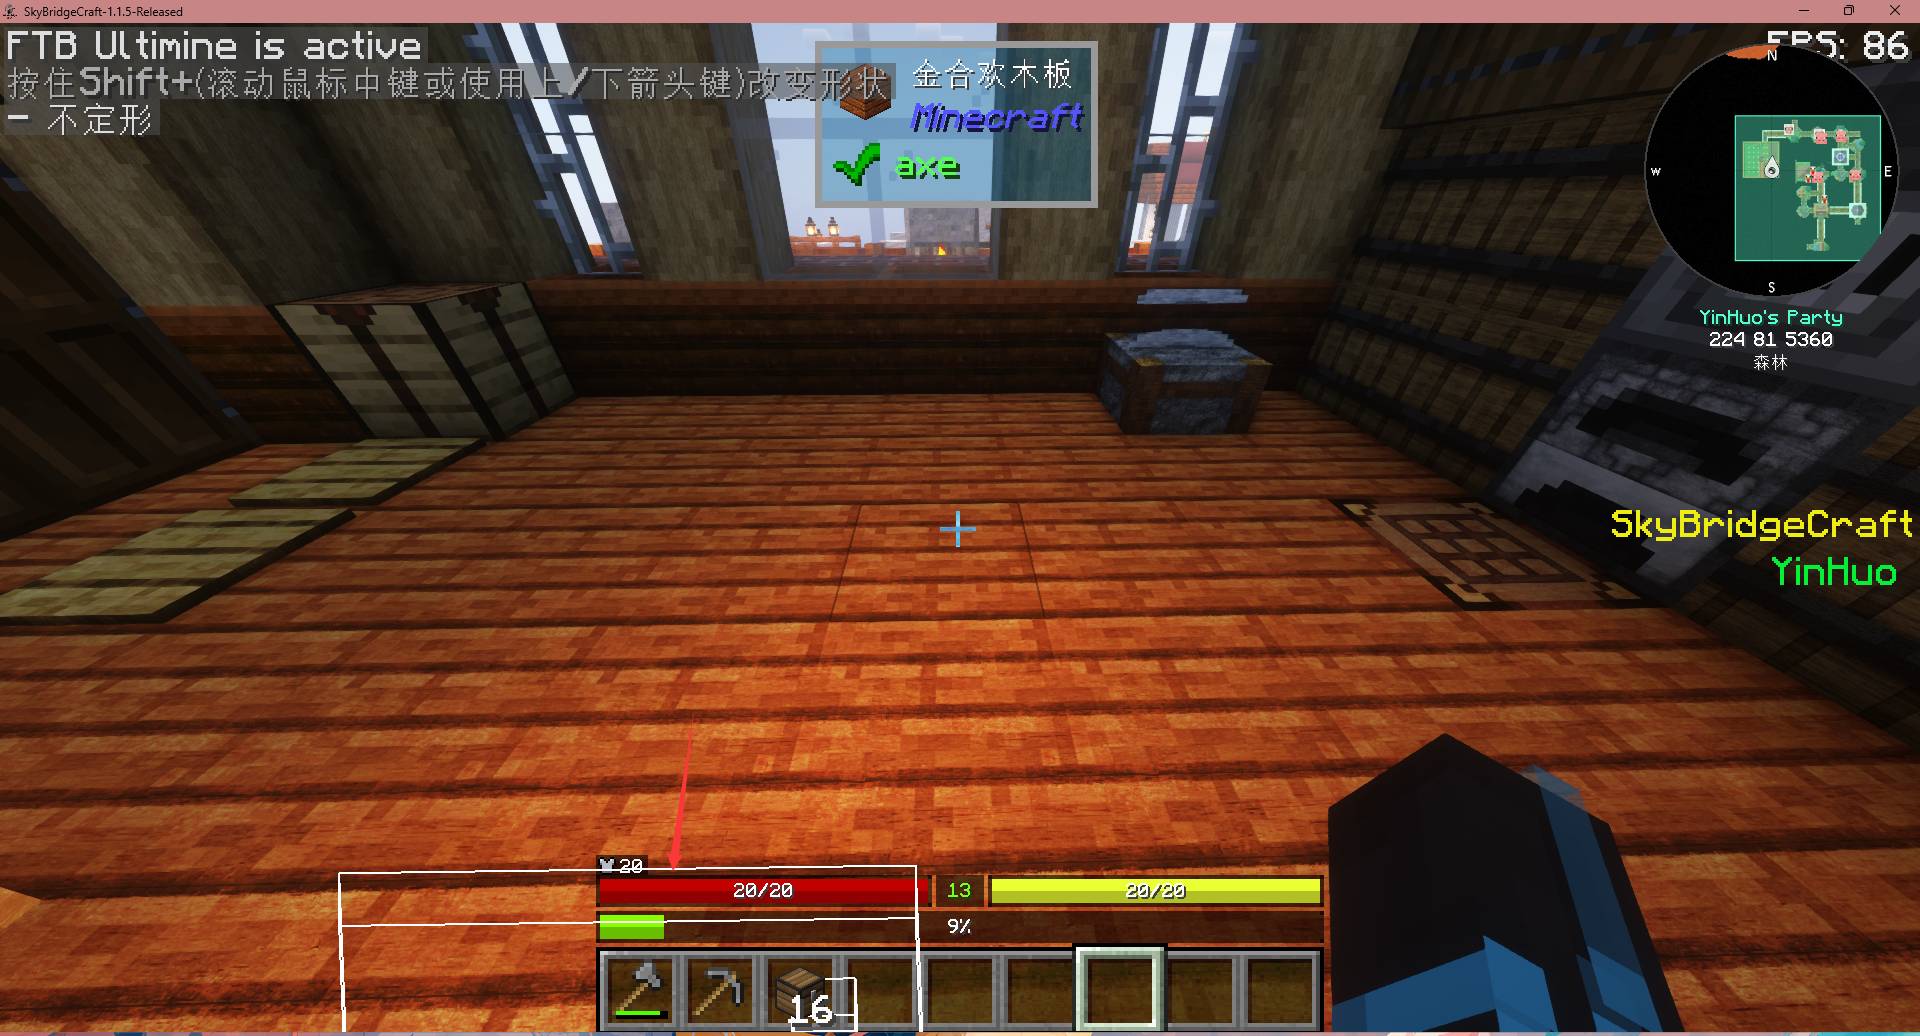 SkyBridgeCraft-1.1.5-Released
FTB Ultimine is active
按住Shift+(滚动鼠标中键或使用上/下箭头键)改变形状
- 不定形
金合欢木板
Minecraft
axe
FPS: 86
N
W
E
S
YinHuo's Party
224 81 5360
森林
SkyBridgeCraft
YinHuo
20
20/20
13
20/20
9%
16